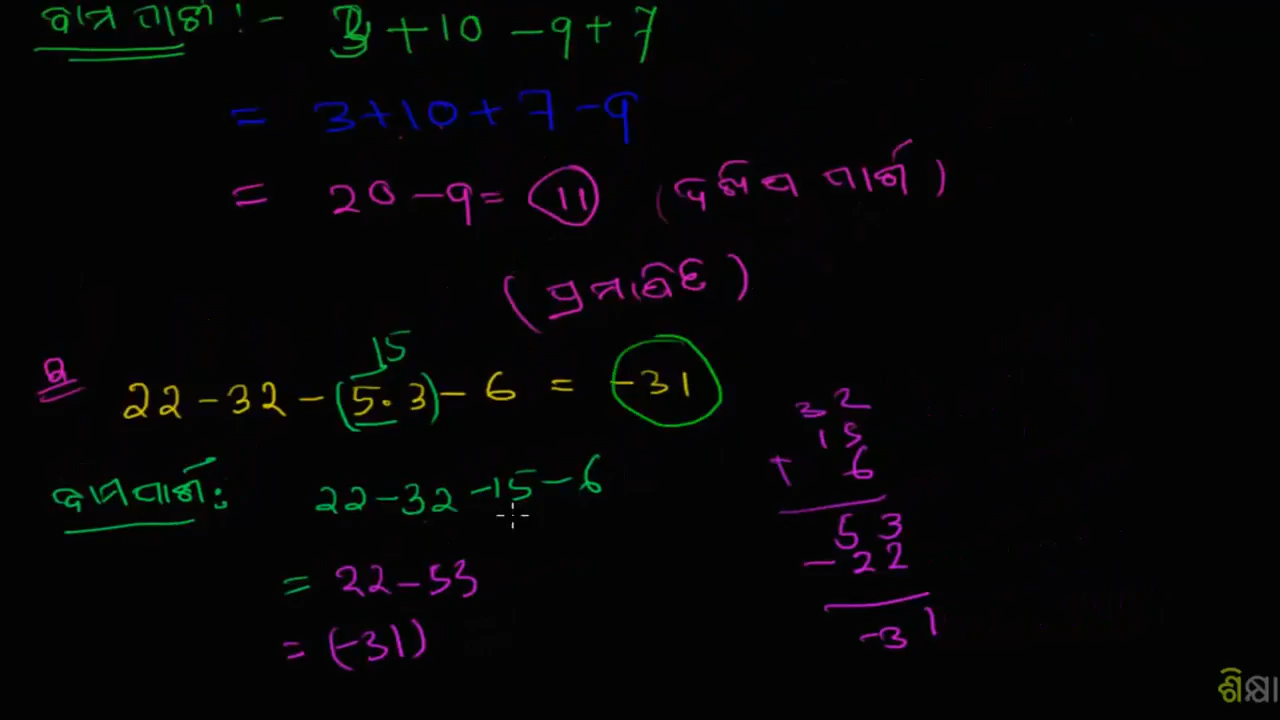 ବାମ ପାର୍ଶ୍ଵ :- 3 + 10 - 9 + 7
= 3 + 10 + 7 - 9
= 20 - 9 = 11 (ଦକ୍ଷିଣ ପାର୍ଶ୍ଵ)
(ପ୍ରମାଣିତ)
15
22 - 32 - (5·3) - 6 = -31
ବାମପାର୍ଶ୍ଵ: 22 - 32 - 15 - 6
= 22 - 53
= (-31)
32
15
+ 6
53
- 22
-31
ଶିକ୍ଷା